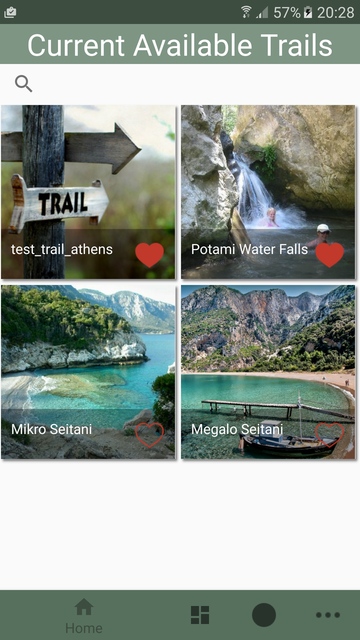 57% 20:28
Current Available Trails
TRAIL
test_trail_athens
Potami Water Falls
Mikro Seitani
Megalo Seitani
Home